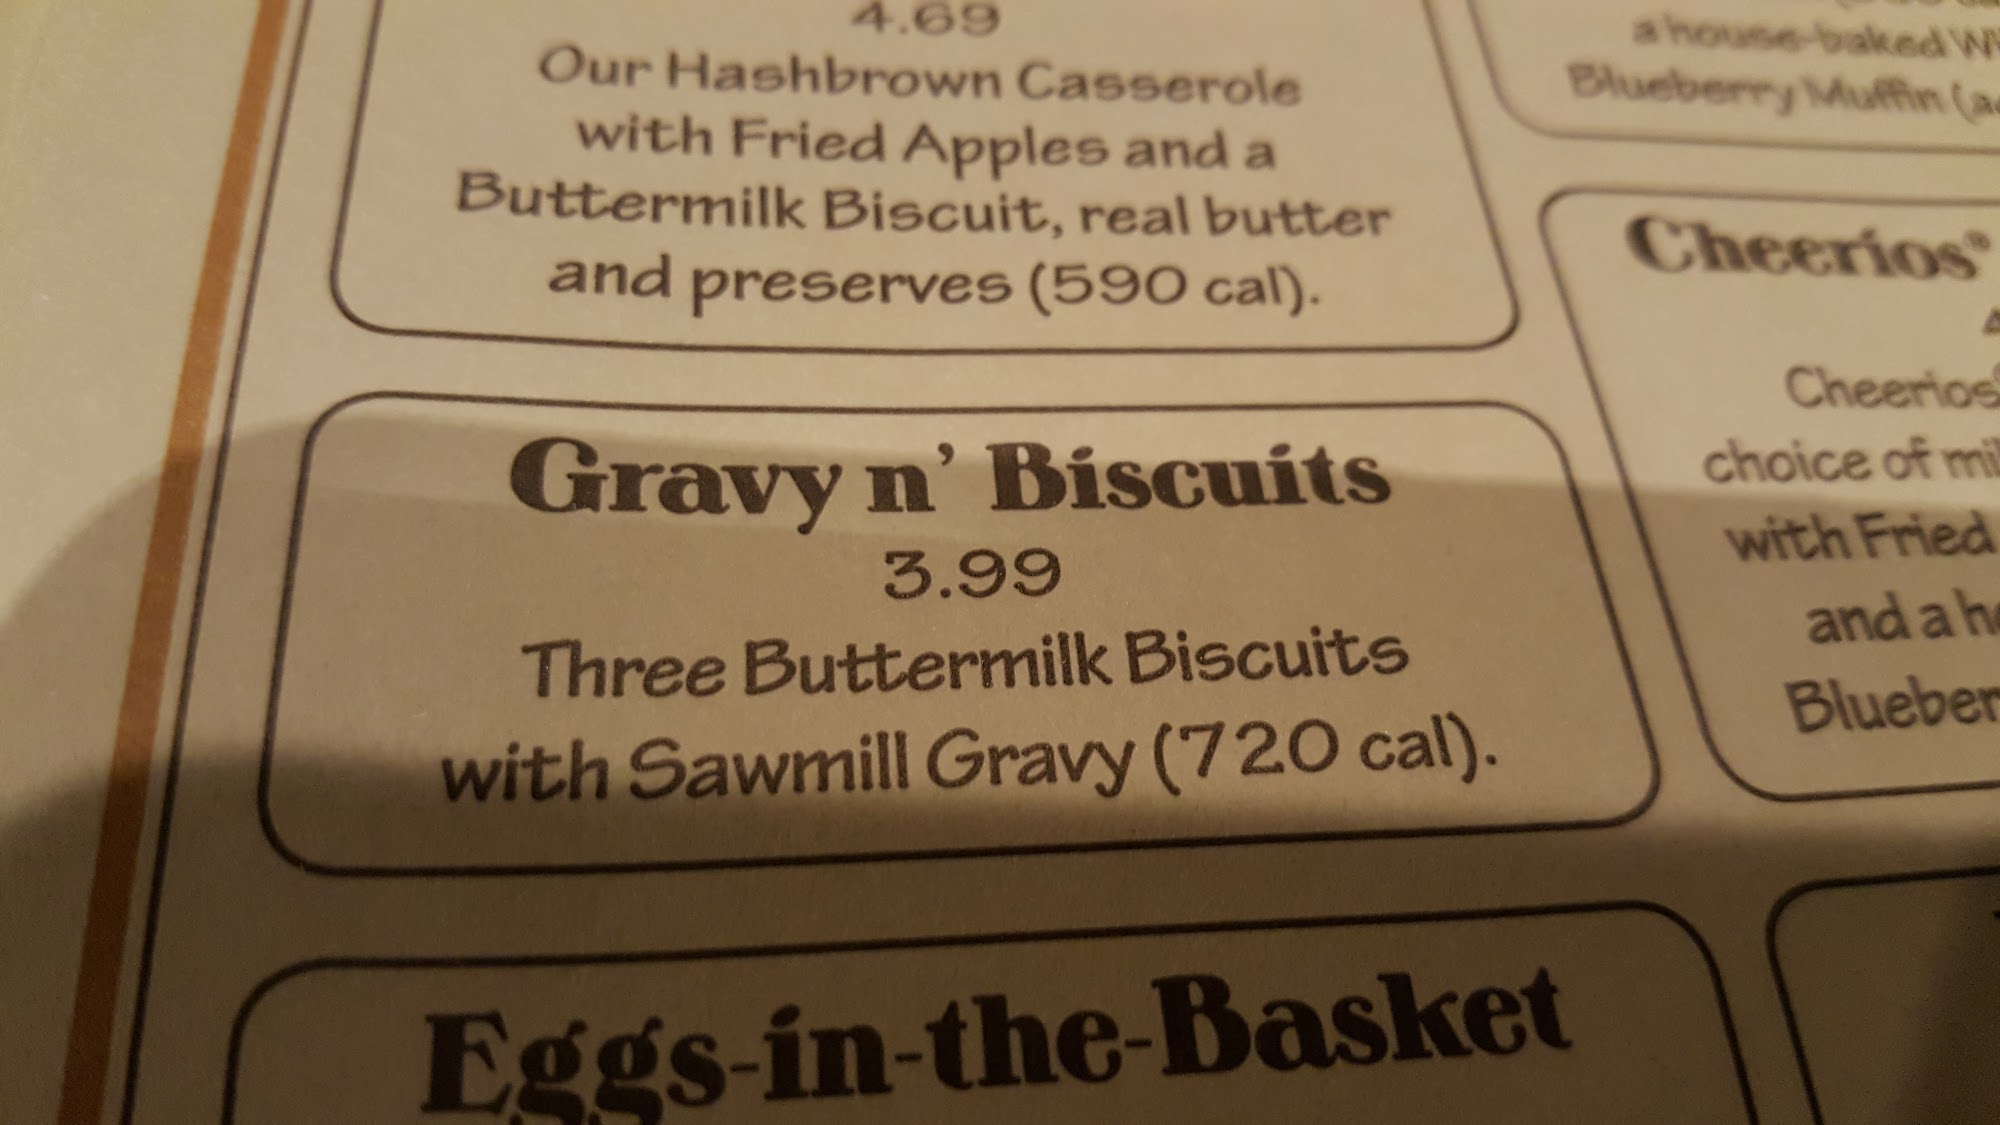 4.69
Our Hashbrown Casserole
with Fried Apples and a
Buttermilk Biscuit, real butter
and preserves (590 cal).
Gravy n' Biscuits
3.99
Three Buttermilk Biscuits
with Sawmill Gravy (720 cal).
Eggs-in-the-Basket
a house-baked
Blueberry Muffin
Cheerios®
Cheerios®
choice of
with Fried
and a